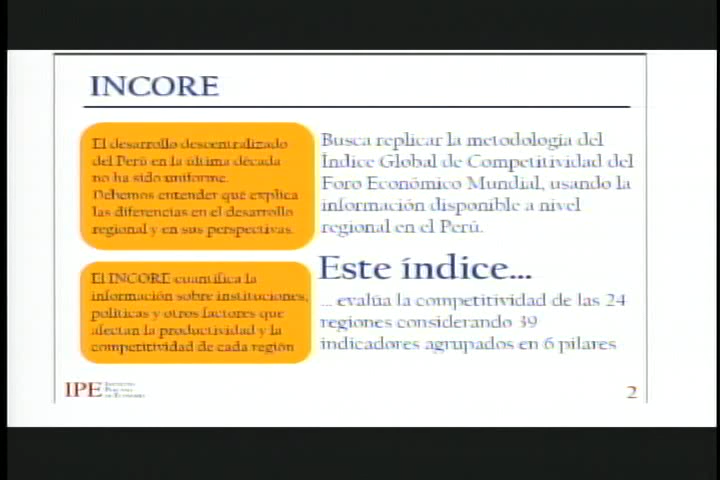 INCORE
El desarrollo descentralizado
del Perú en la última década
no ha sido uniforme.
Debemos entender qué explica
las diferencias en el desarrollo
regional y en sus perspectivas.
Busca replicar la metodología del
Índice Global de Competitividad del
Foro Económico Mundial, usando la
información disponible a nivel
regional en el Perú.
El INCORE cuantifica la
información sobre instituciones,
políticas y otros factores que
afectan la productividad y la
competitividad de cada región
Este índice...
... evalúa la competitividad de las 24
regiones considerando 39
indicadores agrupados en 6 pilares
IPE
2